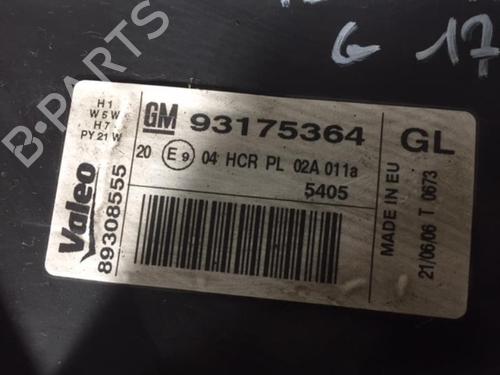 G 17
H1
W5W
H7
PY21W
GM 93175364 GL
20 E9 04 HCR PL 02A 011a
5405
Valeo
89308555
MADE IN EU
21/06/06 T 0673
B-PARTS